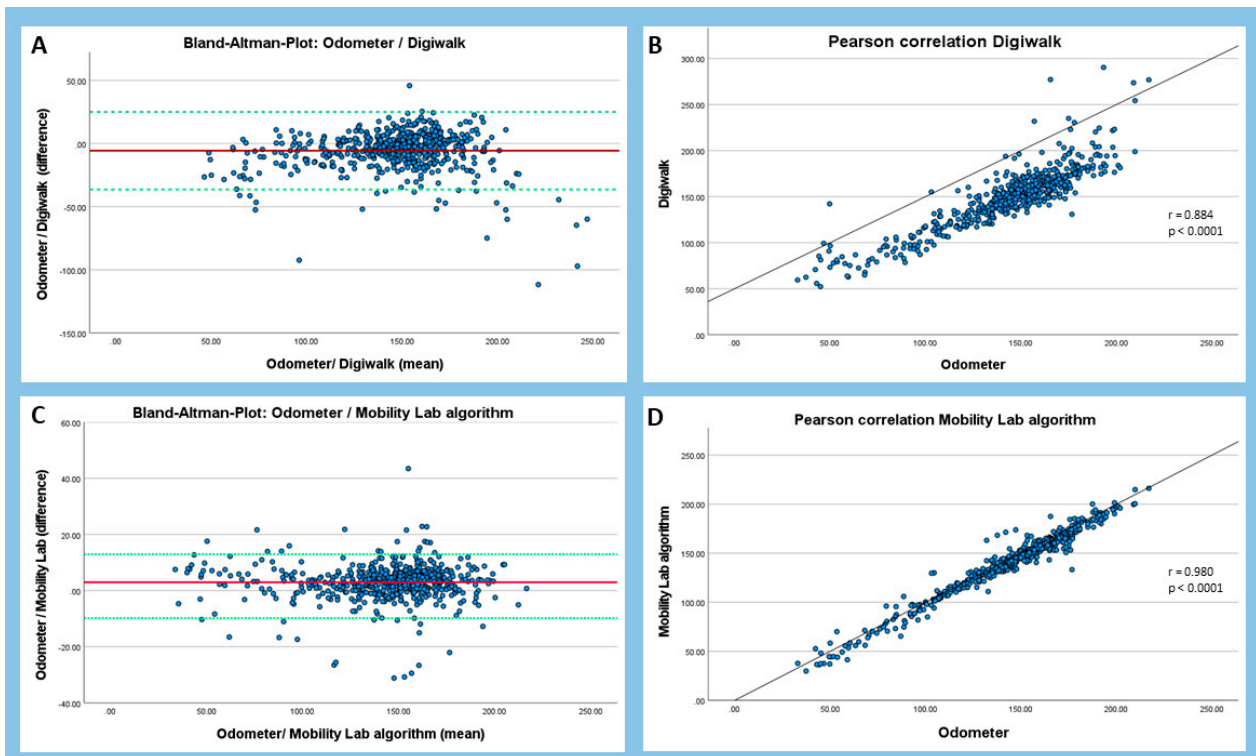 A
Bland-Altman-Plot: Odometer / Digiwalk
Odometer / Digiwalk (difference)
50.00
.00
-50.00
-100.00
-150.00
.00 50.00 100.00 150.00 200.00 250.00
Odometer/ Digiwalk (mean)
B
Pearson correlation Digiwalk
Digiwalk
300.00
250.00
200.00
150.00
100.00
50.00
.00
r = 0.884
p < 0.0001
.00 50.00 100.00 150.00 200.00 250.00
Odometer
C
Bland-Altman-Plot: Odometer / Mobility Lab algorithm
Odometer / Mobility Lab (difference)
60.00
40.00
20.00
.00
-20.00
-40.00
.00 50.00 100.00 150.00 200.00 250.00
Odometer/ Mobility Lab algorithm (mean)
D
Pearson correlation Mobility Lab algorithm
Mobility Lab algorithm
250.00
200.00
150.00
100.00
50.00
.00
r = 0.980
p < 0.0001
.00 50.00 100.00 150.00 200.00 250.00
Odometer